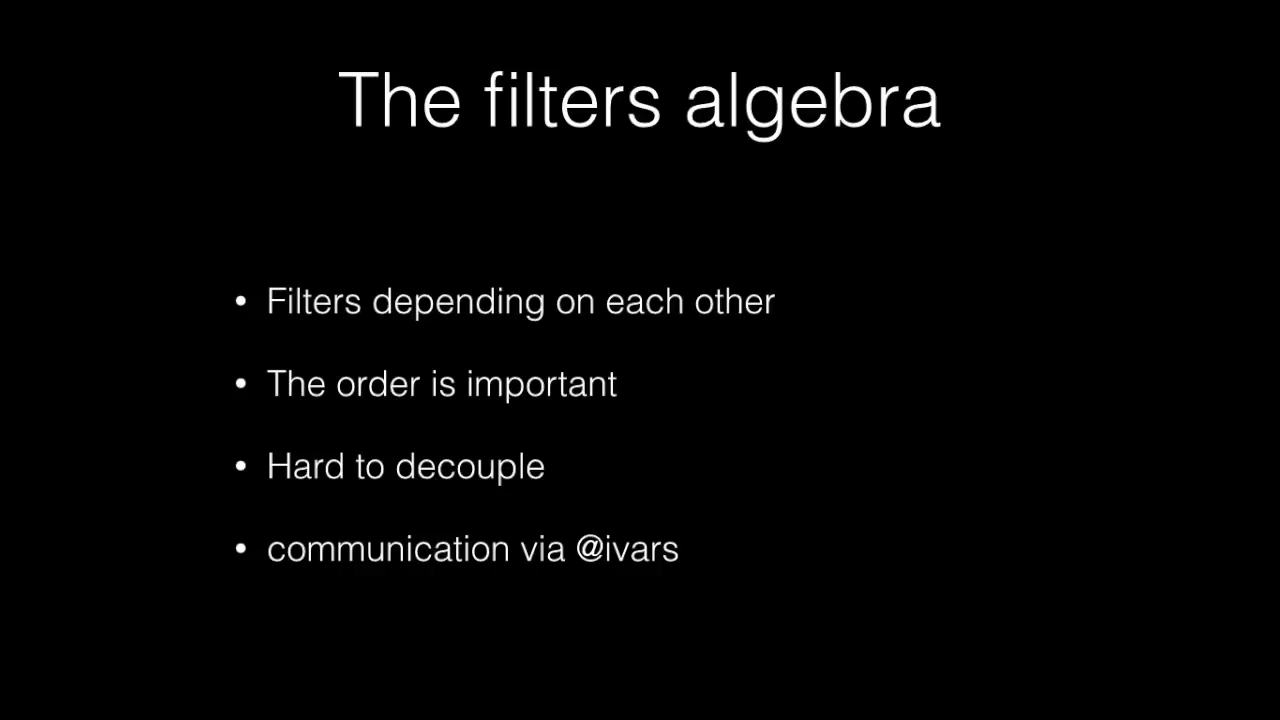 The filters algebra
• Filters depending on each other
• The order is important
• Hard to decouple
• communication via @ivars